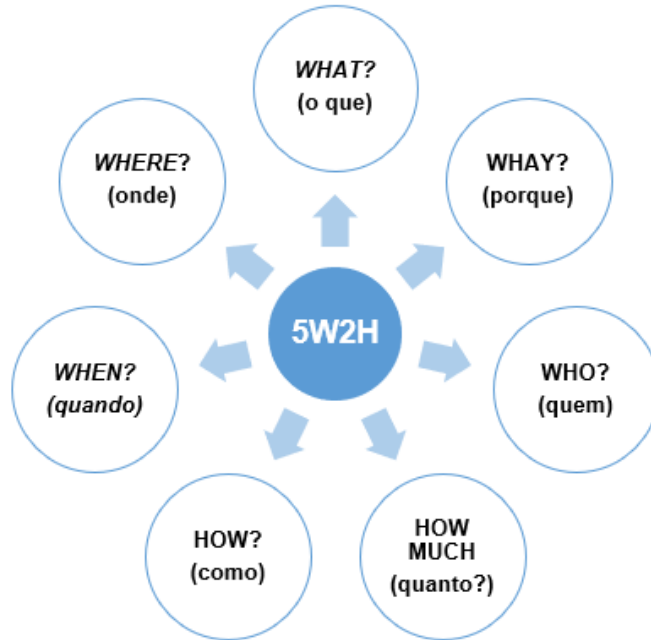 WHAT?
(o que)
WHERE?
(onde)
WHAY?
(porque)
5W2H
WHEN?
(quando)
WHO?
(quem)
HOW?
(como)
HOW
MUCH
(quanto?)